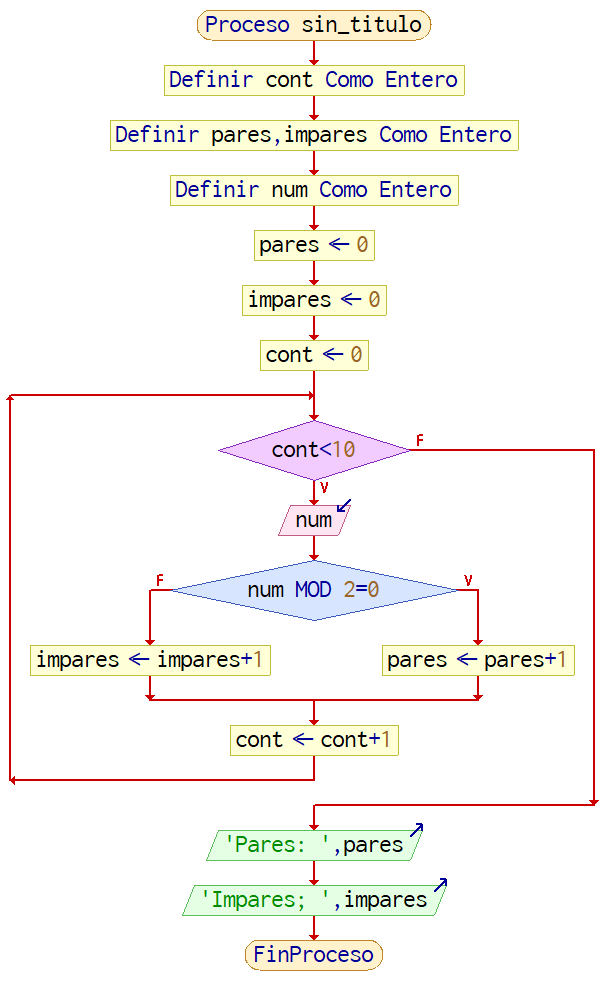 Proceso sin_titulo
Definir cont Como Entero
Definir pares,impares Como Entero
Definir num Como Entero
pares ← 0
impares ← 0
cont ← 0
cont<10
F
V
num
num MOD 2=0
F
V
impares ← impares+1
pares ← pares+1
cont ← cont+1
'Pares: ',pares
'Impares; ',impares
FinProceso